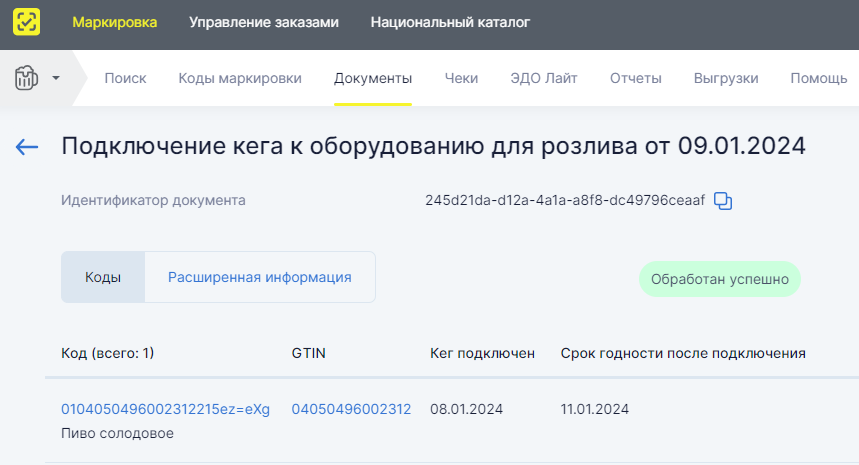 Маркировка Управление заказами Национальный каталог
Поиск Коды маркировки Документы Чеки ЭДО Лайт Отчеты Выгрузки Помощь
Подключение кега к оборудованию для розлива от 09.01.2024
Идентификатор документа 245d21da-d12a-4a1a-a8f8-dc49796ceaaf
Коды Расширенная информация Обработан успешно
Код (всего: 1) GTIN Кег подключен Срок годности после подключения
0104050496002312215ez=eXg 04050496002312 08.01.2024 11.01.2024
Пиво солодовое